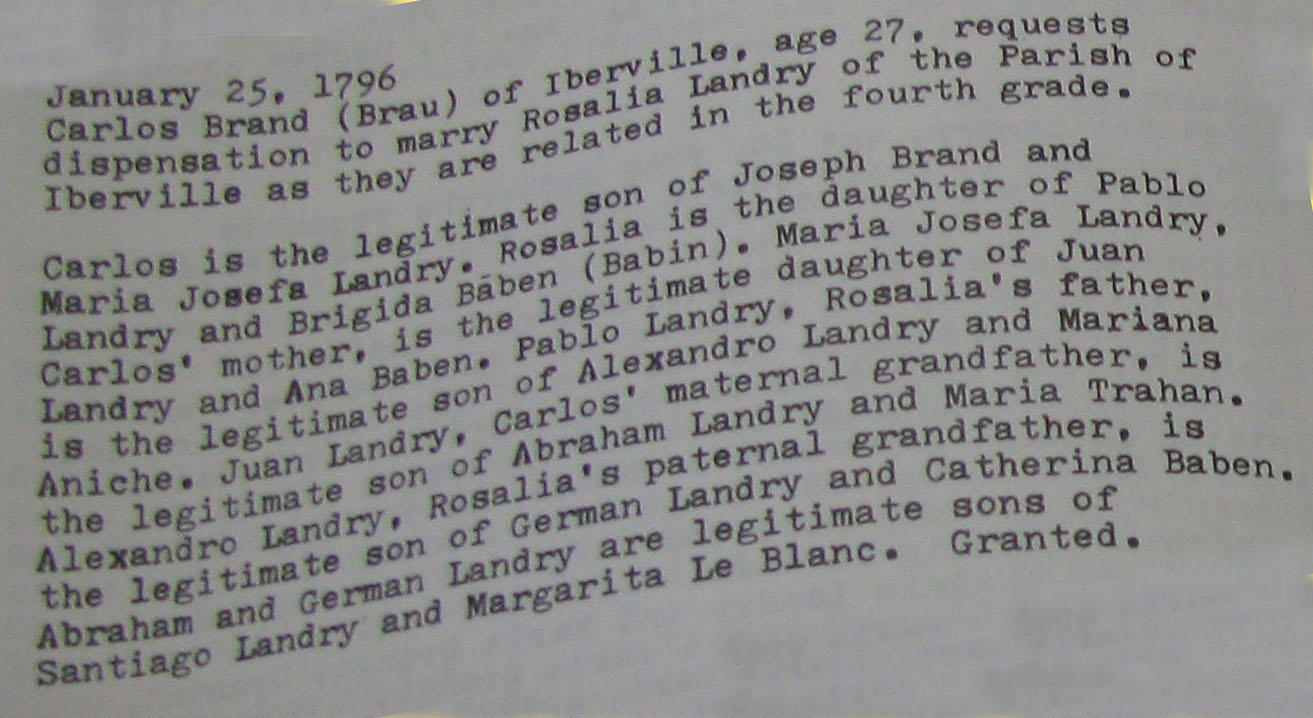 January 25, 1796
Carlos Brand (Brau) of Iberville, age 27, requests
dispensation to marry Rosalia Landry of the Parish of
Iberville as they are related in the fourth grade.
Carlos is the legitimate son of Joseph Brand and
Maria Josefa Landry. Rosalia is the daughter of Pablo
Landry and Brigida Baben (Babin). Maria Josefa Landry,
Carlos' mother, is the legitimate daughter of Juan
Landry and Ana Baben. Pablo Landry, Rosalia's father,
is the legitimate son of Alexandro Landry and Mariana
Aniche. Juan Landry, Carlos' maternal grandfather, is
the legitimate son of Abraham Landry and Maria Trahan.
Alexandro Landry, Rosalia's paternal grandfather, is
the legitimate son of German Landry and Catherina Baben.
Abraham and German Landry are legitimate sons of
Santiago Landry and Margarita Le Blanc. Granted.